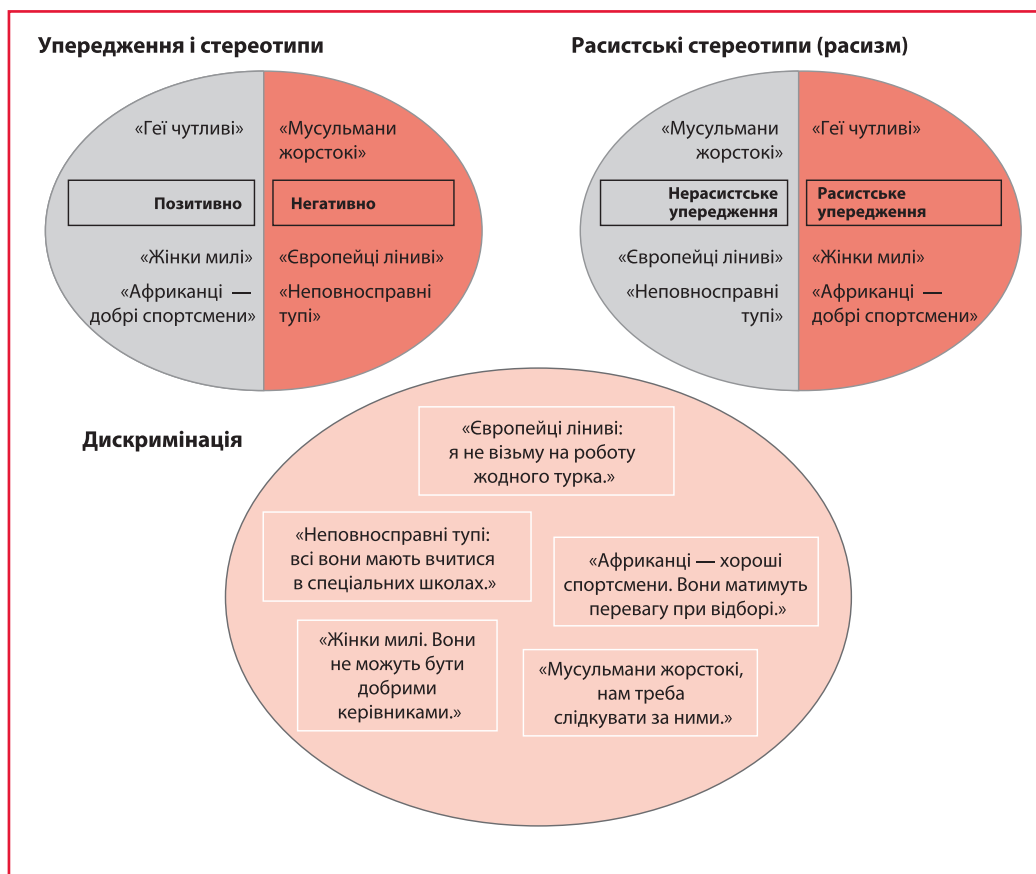 Упередження і стереотипи
«Геї чутливі»
«Мусульмани
жорстокі»
Позитивно
Негативно
«Жінки милі»
«Європейці ліниві»
«Африканці —
добрі спортсмени»
«Неповносправні
тупі»
Расистські стереотипи (расизм)
«Мусульмани
жорстокі»
«Геї чутливі»
Нерасистське
упередження
Расистське
упередження
«Європейці ліниві»
«Жінки милі»
«Неповносправні
тупі»
«Африканці —
добрі спортсмени»
Дискримінація
«Європейці ліниві:
я не візьму на роботу
жодного турка.»
«Неповносправні тупі:
всі вони мають вчитися
в спеціальних школах.»
«Африканці — хороші
спортсмени. Вони матимуть
перевагу при відборі.»
«Жінки милі. Вони
не можуть бути
добрими
керівниками.»
«Мусульмани жорстокі,
нам треба
слідкувати за ними.»